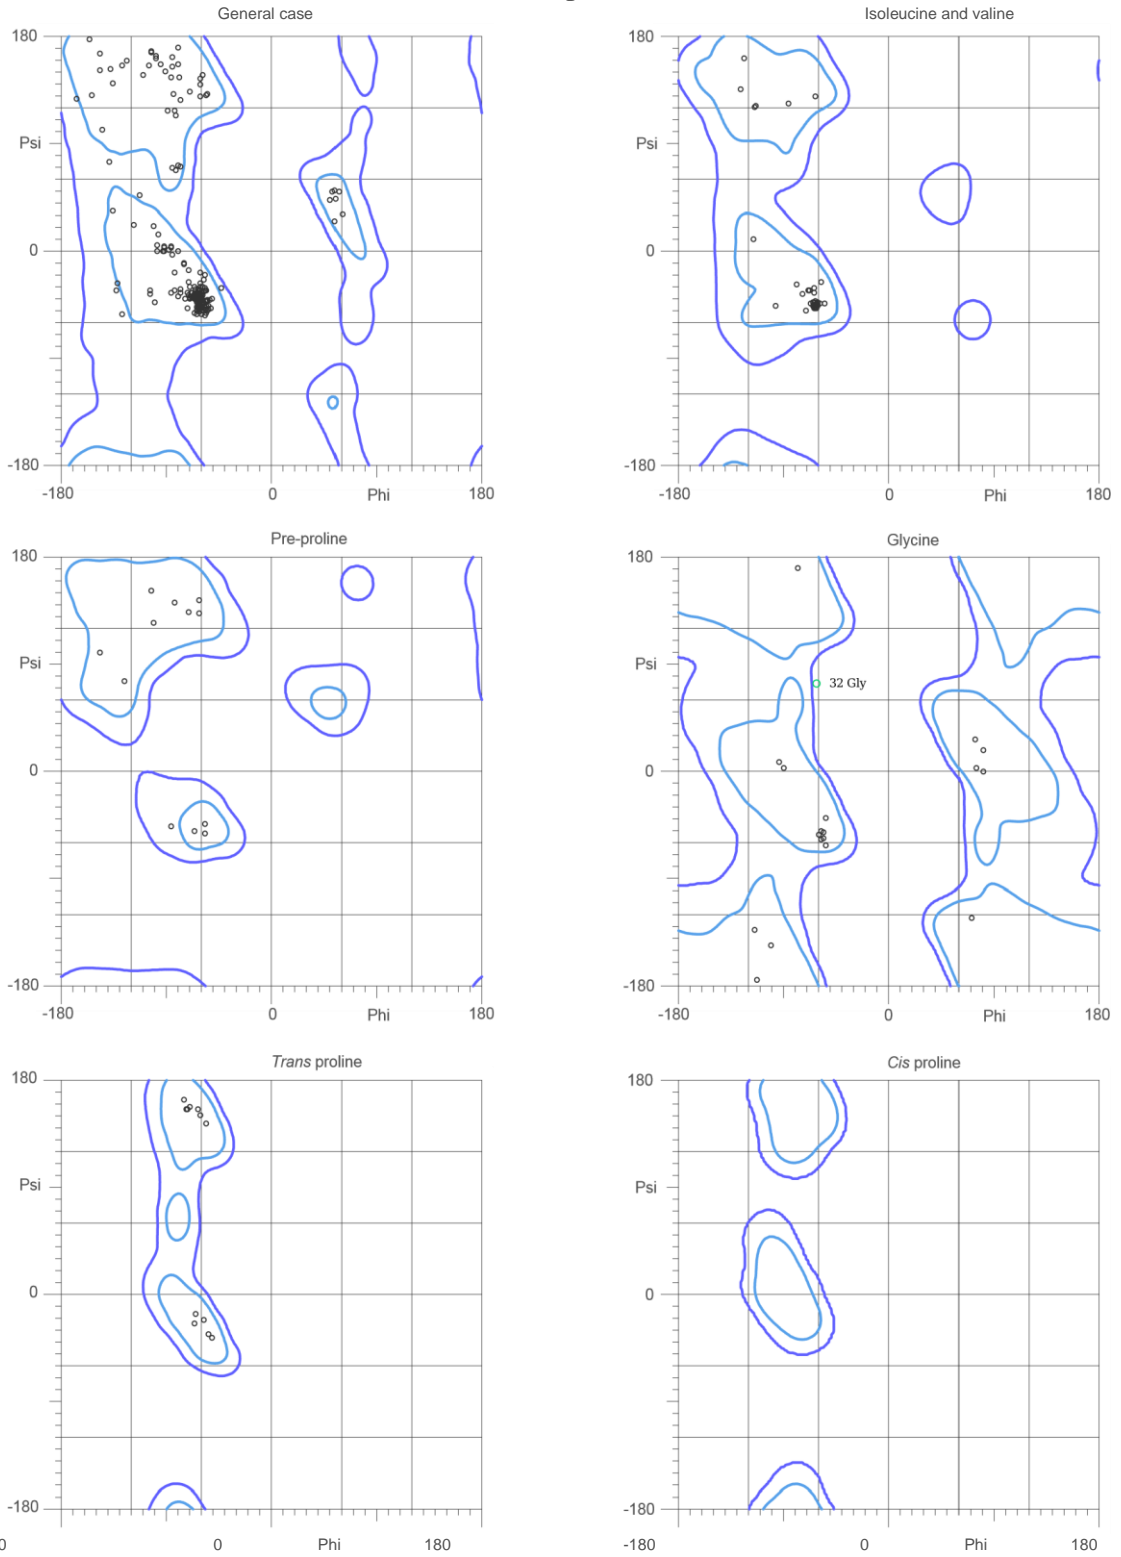 General case
Isoleucine and valine
180
180
Psi
Psi
0
0
-180
-180
-180 0 Phi 180
-180 0 Phi 180
Pre-proline
Glycine
180
180
Psi
Psi
32 Gly
0
0
-180
-180
-180 0 Phi 180
-180 0 Phi 180
Trans proline
Cis proline
180
180
Psi
Psi
0
0
-180
-180
0 0 Phi 180
-180 0 Phi 180